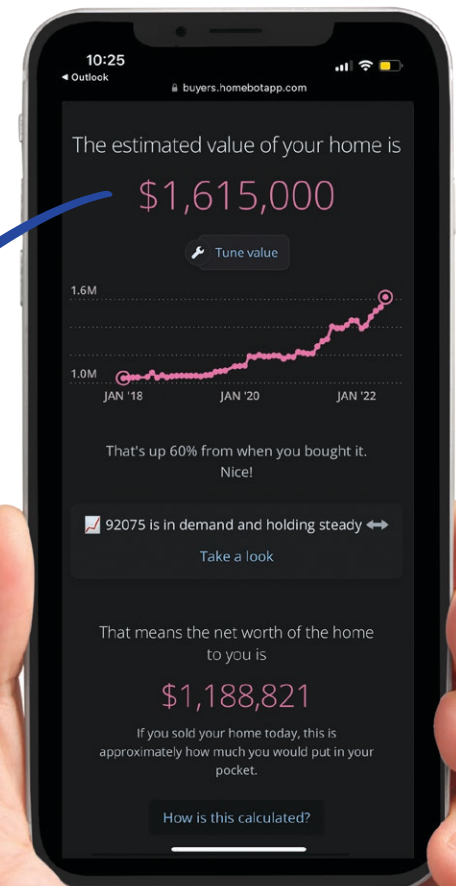 10:25
◀ Outlook
buyers.homebotapp.com
The estimated value of your home is
$1,615,000
Tune value
1.6M
1.0M
JAN '18 JAN '20 JAN '22
That's up 60% from when you bought it.
Nice!
📈 92075 is in demand and holding steady ↔
Take a look
That means the net worth of the home
to you is
$1,188,821
If you sold your home today, this is
approximately how much you would put in your
pocket.
How is this calculated?